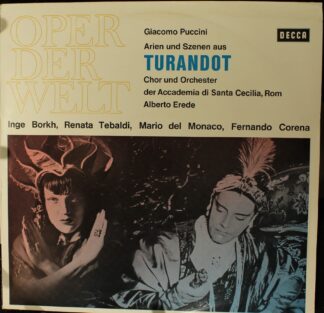 OPER
DER
WELT
Giacomo Puccini
DECCA
Arien und Szenen aus
TURANDOT
Chor und Orchester
der Accademia di Santa Cecilia, Rom
Alberto Erede
Inge Borkh, Renata Tebaldi, Mario del Monaco, Fernando Corena